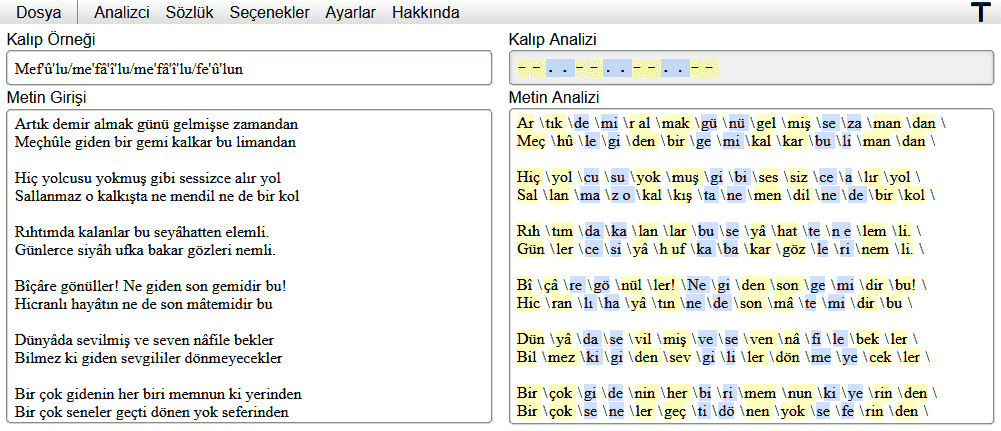 Dosya Analizci Sözlük Seçenekler Ayarlar Hakkında T
Kalıp Örneği
Mef'û'lu/me'fâ'î'lu/me'fâ'î'lu/fe'û'lun
Metin Girişi
Artık demir almak günü gelmişse zamandan
Meçhûle giden bir gemi kalkar bu limandan
Hiç yolcusu yokmuş gibi sessizce alır yol
Sallanmaz o kalkışta ne mendil ne de bir kol
Rıhtımda kalanlar bu seyâhatten elemli.
Günlerce siyâh ufka bakar gözleri nemli.
Bîçâre gönüller! Ne giden son gemidir bu!
Hicranlı hayâtın ne de son mâtemidir bu
Dünyâda sevilmiş ve seven nâfile bekler
Bilmez ki giden sevgililer dönmeyecekler
Bir çok gidenin her biri memnun ki yerinden
Bir çok seneler geçti dönen yok seferinden
Kalıp Analizi
- - . . - - . . - - . . - -
Metin Analizi
Ar \tık \de \mi \r al \mak \gü \nü \gel \miş \se \za \man \dan \
Meç \hû \le \gi \den \bir \ge \mi \kal \kar \bu \li \man \dan \
Hiç \yol \cu \su \yok \muş \gi \bi \ses \siz \ce \a \lır \yol \
Sal \lan \ma \z o \kal \kış \ta \ne \men \dil \ne \de \bir \kol \
Rıh \tım \da \ka \lan \lar \bu \se \yâ \hat \te \n e \lem \li. \
Gün \ler \ce \si \yâ \h uf \ka \ba \kar \göz \le \ri \nem \li. \
Bî \çâ \re \gö \nül \ler! \Ne \gi \den \son \ge \mi \dir \bu! \
Hic \ran \lı \ha \yâ \tın \ne \de \son \mâ \te \mi \dir \bu \
Dün \yâ \da \se \vil \miş \ve \se \ven \nâ \fi \le \bek \ler \
Bil \mez \ki \gi \den \sev \gi \li \ler \dön \me \ye \cek \ler \
Bir \çok \gi \de \nin \her \bi \ri \mem \nun \ki \ye \rin \den \
Bir \çok \se \ne \ler \geç \ti \dö \nen \yok \se \fe \rin \den \